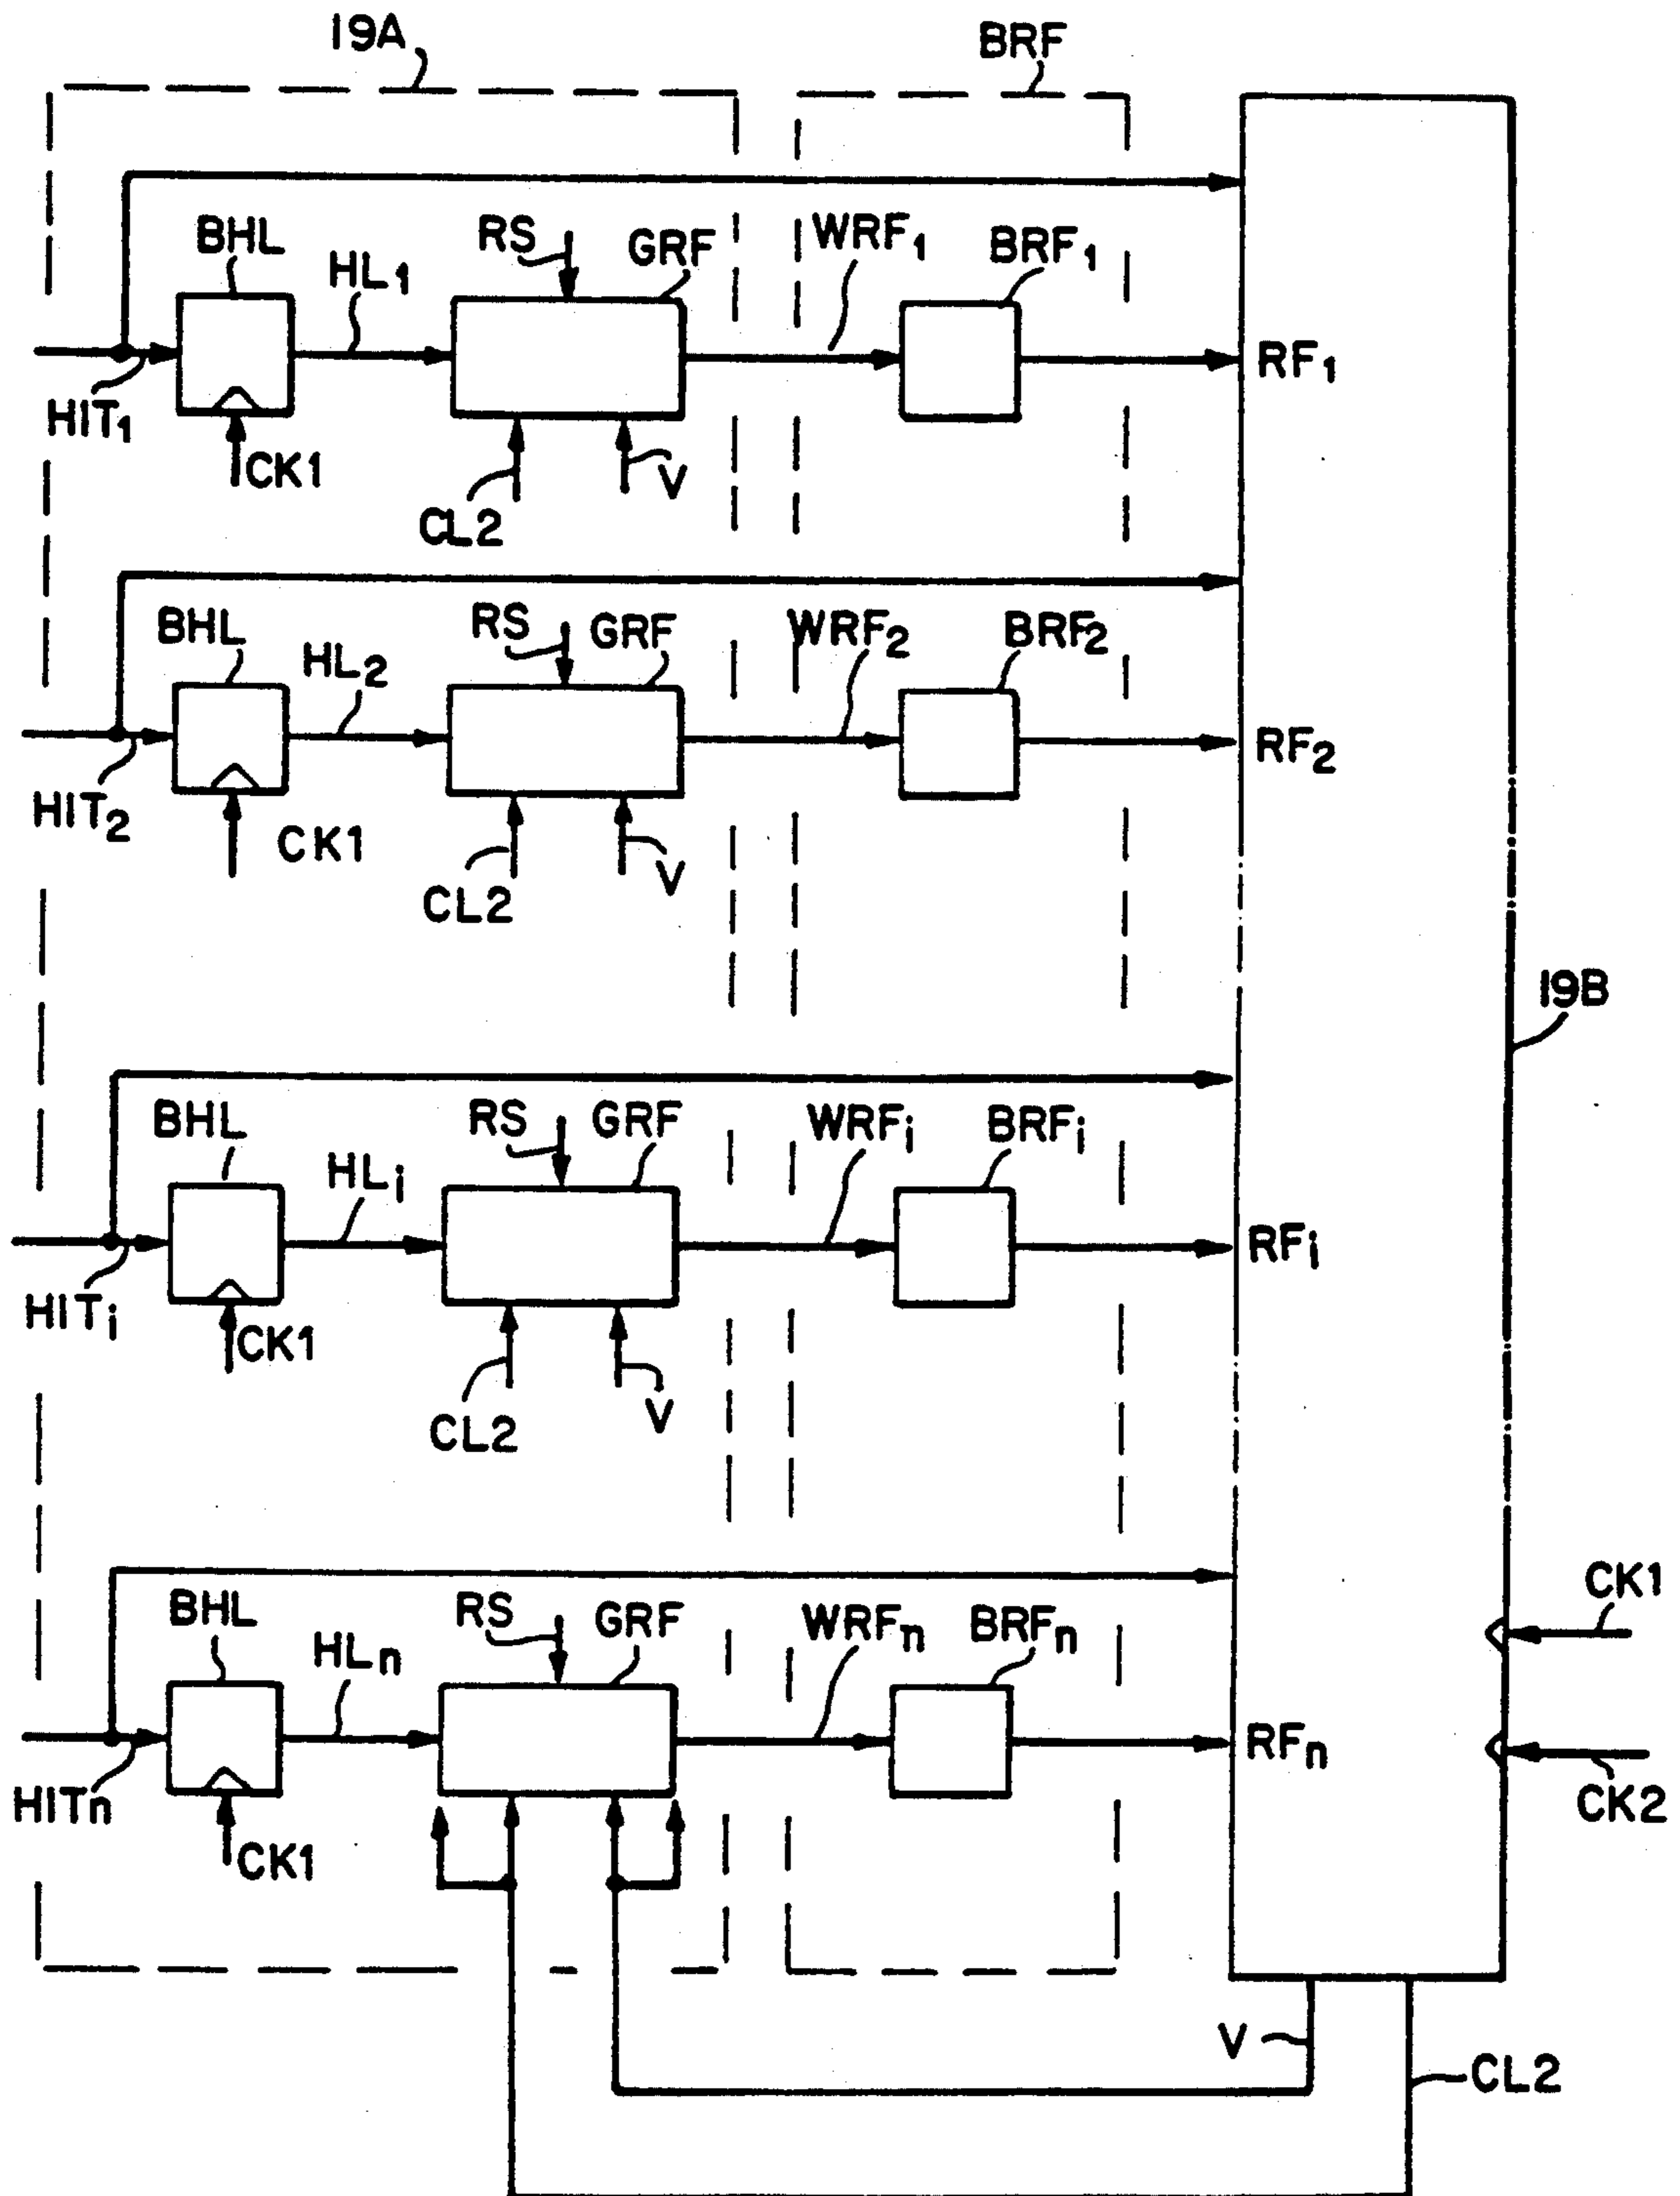 19A
BRF
BHL
HL1
RS
GRF
WRF1
BRF1
HIT1
CK1
CL2
V
RF1
BHL
HL2
RS
GRF
WRF2
BRF2
HIT2
CK1
CL2
V
RF2
19B
BHL
HLi
RS
GRF
WRFi
BRFi
HITi
CK1
CL2
V
RFi
BHL
HLn
RS
GRF
WRFn
BRFn
HITn
CK1
RFn
CK1
CK2
V
CL2